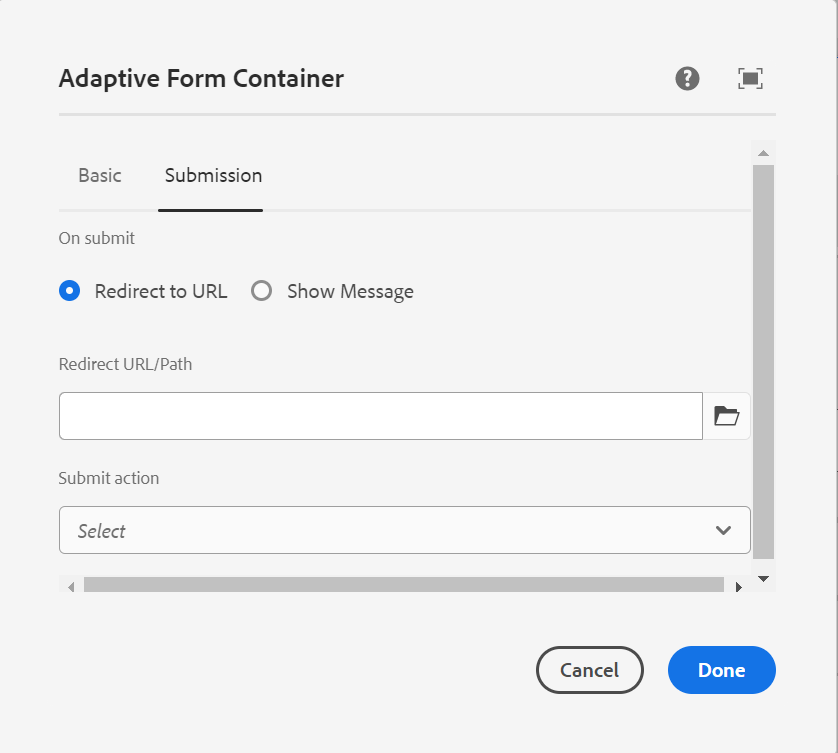 Adaptive Form Container
Basic Submission
On submit
Redirect to URL Show Message
Redirect URL/Path
Submit action
Select
Cancel Done